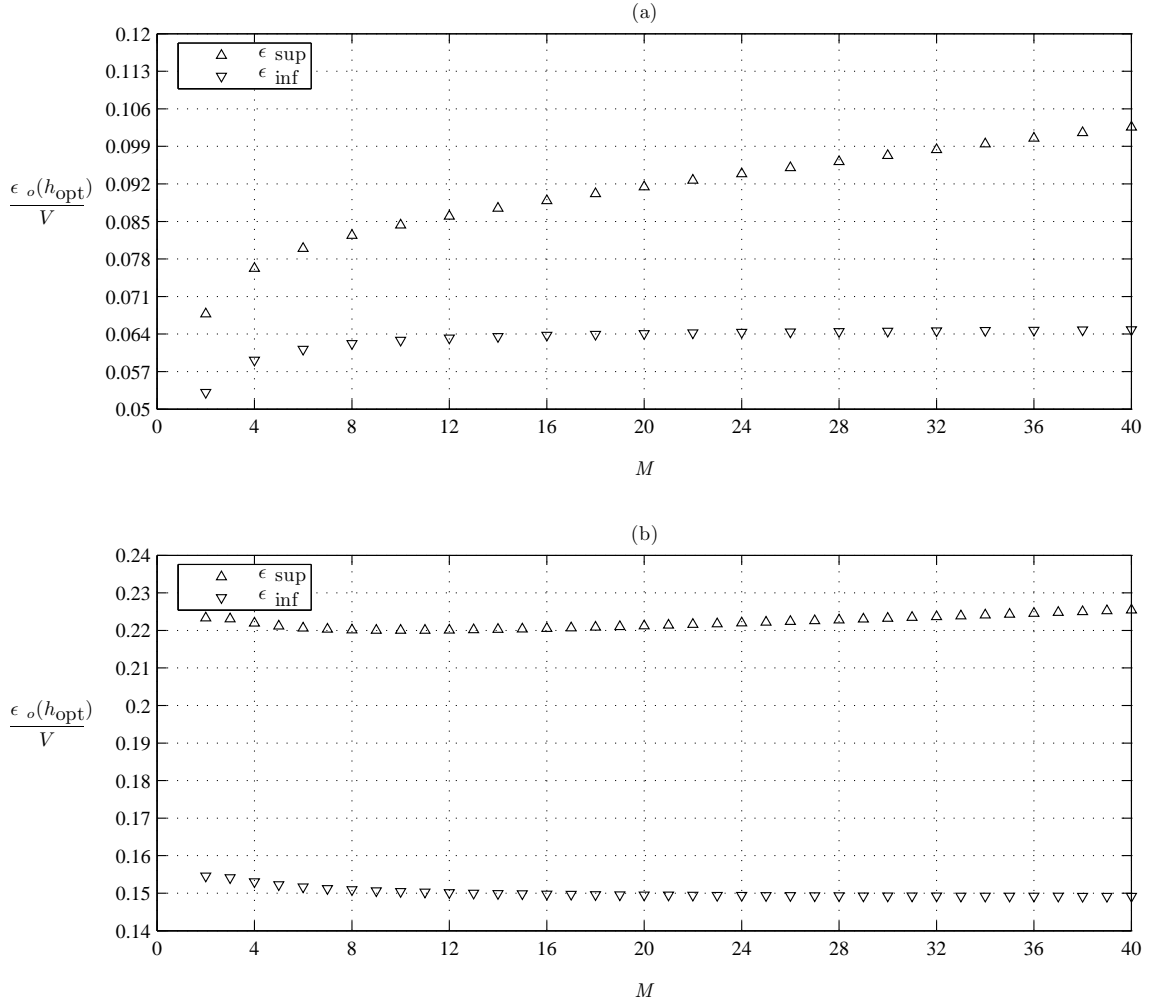 (a)
0.12
0.113
0.106
0.099
0.092
0.085
0.078
0.071
0.064
0.057
0.05
ϵ sup
ϵ inf
ϵ o(hopt)
V
0 4 8 12 16 20 24 28 32 36 40
M
(b)
0.24
0.23
0.22
0.21
0.2
0.19
0.18
0.17
0.16
0.15
0.14
ϵ sup
ϵ inf
ϵ o(hopt)
V
0 4 8 12 16 20 24 28 32 36 40
M